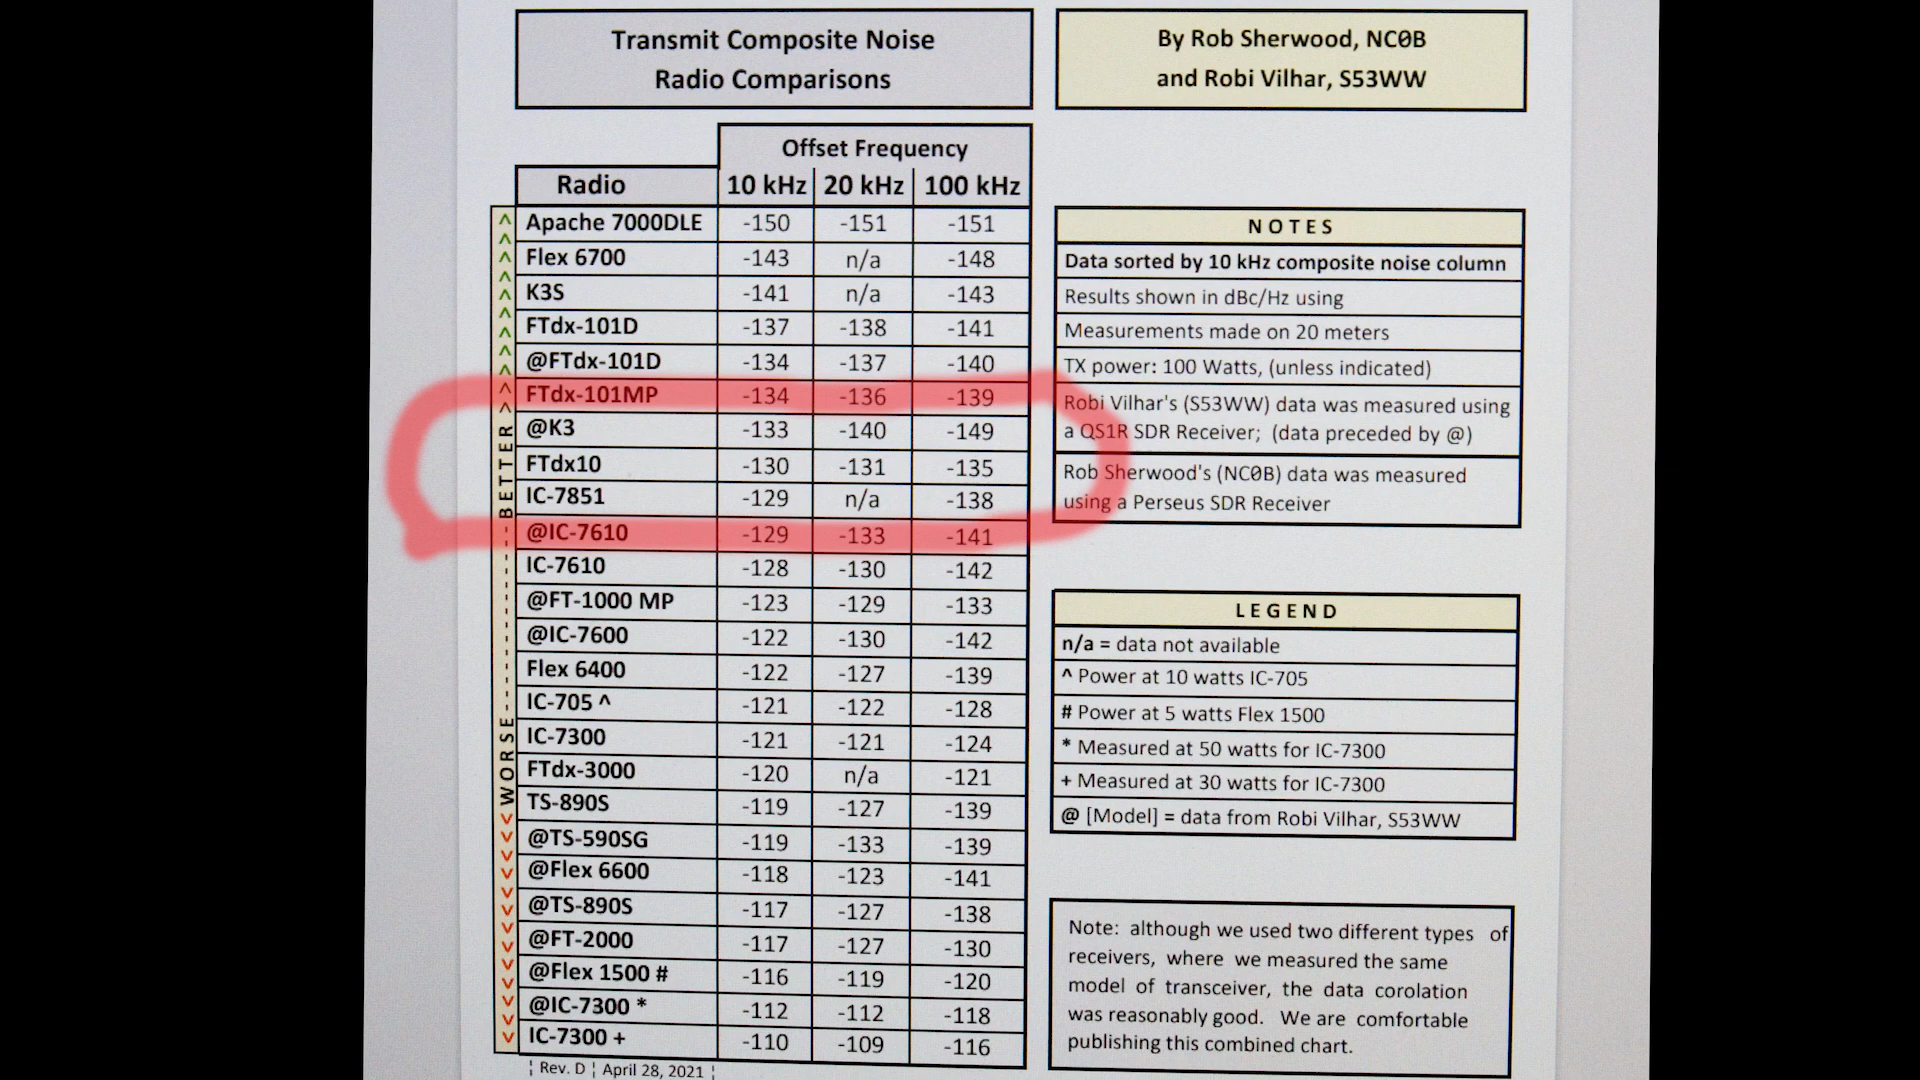 Transmit Composite Noise
Radio Comparisons
By Rob Sherwood, NCØB
and Robi Vilhar, S53WW
Offset Frequency
Radio 10 kHz 20 kHz 100 kHz
Apache 7000DLE -150 -151 -151
Flex 6700 -143 n/a -148
K3S -141 n/a -143
FTdx-101D -137 -138 -141
@FTdx-101D -134 -137 -140
FTdx-101MP -134 -136 -139
@K3 -133 -140 -149
FTdx10 -130 -131 -135
IC-7851 -129 n/a -138
@IC-7610 -129 -133 -141
IC-7610 -128 -130 -142
@FT-1000 MP -123 -129 -133
@IC-7600 -122 -130 -142
Flex 6400 -122 -127 -139
IC-705 ^ -121 -122 -128
IC-7300 -121 -121 -124
FTdx-3000 -120 n/a -121
TS-890S -119 -127 -139
@TS-590SG -119 -133 -139
@Flex 6600 -118 -123 -141
@TS-890S -117 -127 -138
@FT-2000 -117 -127 -130
@Flex 1500 # -116 -119 -120
@IC-7300 * -112 -112 -118
IC-7300 + -110 -109 -116
< < < < < WORSE ------------ BETTER > > > > >
¦ Rev. D ¦ April 28, 2021 ¦
NOTES
Data sorted by 10 kHz composite noise column
Results shown in dBc/Hz using
Measurements made on 20 meters
TX power: 100 Watts, (unless indicated)
Robi Vilhar's (S53WW) data was measured using
a QS1R SDR Receiver; (data preceded by @)
Rob Sherwood's (NCØB) data was measured
using a Perseus SDR Receiver
LEGEND
n/a = data not available
^ Power at 10 watts IC-705
# Power at 5 watts Flex 1500
* Measured at 50 watts for IC-7300
+ Measured at 30 watts for IC-7300
@ [Model] = data from Robi Vilhar, S53WW
Note: although we used two different types of
receivers, where we measured the same
model of transceiver, the data corolation
was reasonably good. We are comfortable
publishing this combined chart.